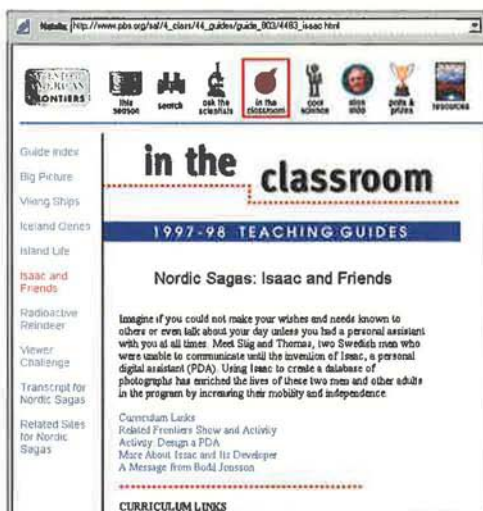 http://www.pbs.org/saf/4_class/44_guides/guide_803/4483_isaac.html
SCIENTIFIC
AMERICAN
FRONTIERS
this
season
search
ask the
scientists
in the
classroom
cool
science
alan
alda
polls &
prizes
resources
Guide Index
Big Picture
Viking Ships
Iceland Genes
Island Life
Isaac and
Friends
Radioactive
Reindeer
Viewer
Challenge
Transcript for
Nordic Sagas
Related Sites
for Nordic
Sagas
in the
classroom
1997-98 TEACHING GUIDES
Nordic Sagas: Isaac and Friends
Imagine if you could not make your wishes and needs known to
others or even talk about your day unless you had a personal assistant
with you at all times. Meet Stig and Thomas, two Swedish men who
were unable to communicate until the invention of Isaac, a personal
digital assistant (PDA). Using Isaac to create a database of
photographs has enriched the lives of these two men and other adults
in the program by increasing their mobility and independence.
Curriculum Links
Related Frontiers Show and Activity
Activity: Design a PDA
More About Isaac and Its Developer
A Message from Bodil Jonsson
CURRICULUM LINKS